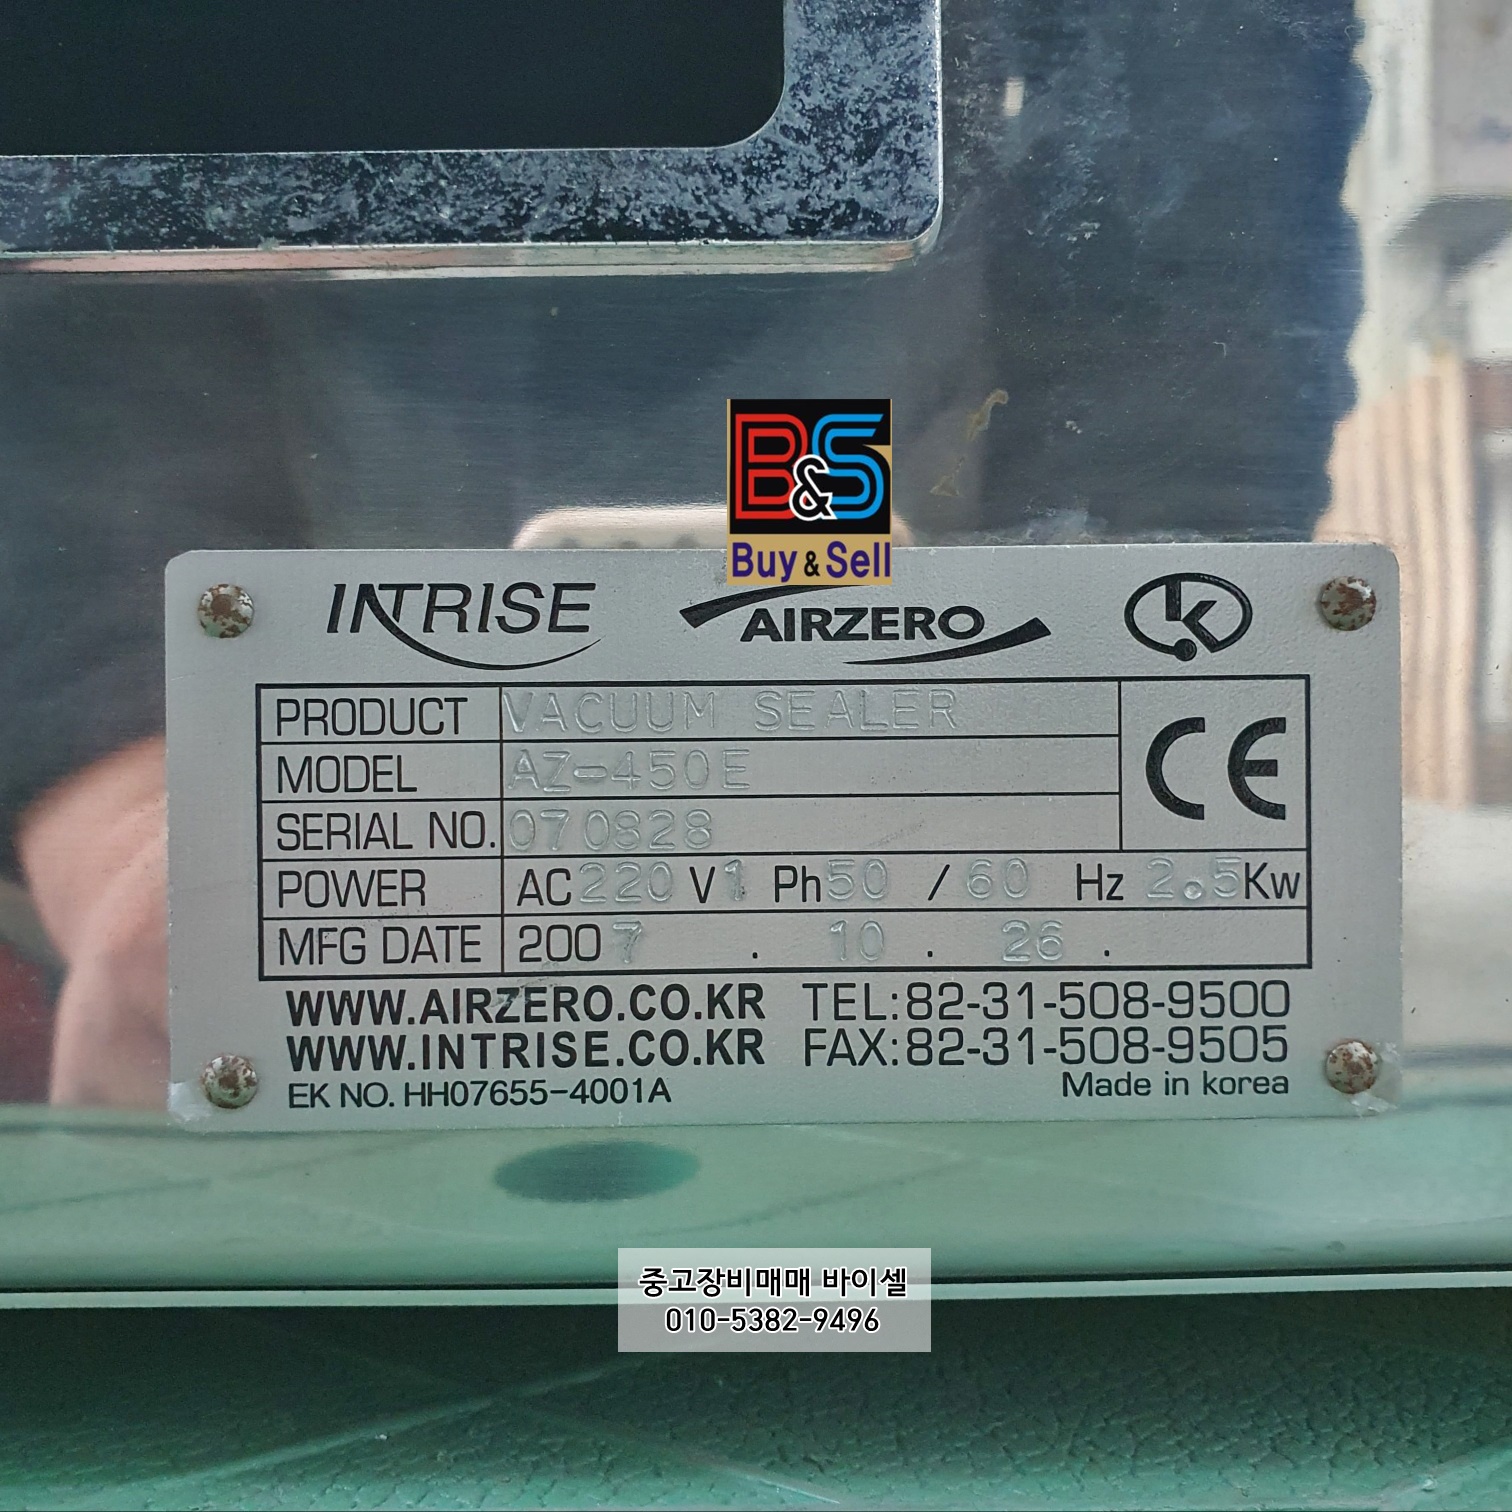 B&S
Buy & Sell
INTRISE AIRZERO K
PRODUCT VACUUM SEALER
MODEL AZ-450E
CE
SERIAL NO. 070828
POWER AC 220 V 1 Ph 50 / 60 Hz 2.5 Kw
MFG DATE 2007 . 10 . 26 .
WWW.AIRZERO.CO.KR TEL:82-31-508-9500
WWW.INTRISE.CO.KR FAX:82-31-508-9505
EK NO. HH07655-4001A Made in korea
중고장비매매 바이셀
010-5382-9496